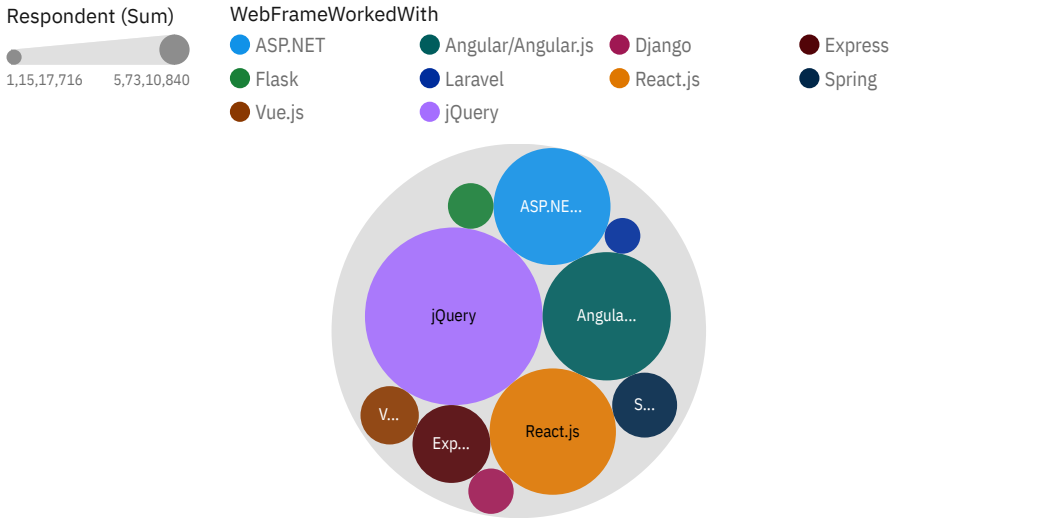 Respondent (Sum)
1,15,17,716 5,73,10,840
WebFrameWorkedWith
ASP.NET Angular/Angular.js Django Express
Flask Laravel React.js Spring
Vue.js jQuery
ASP.NE...
jQuery Angula...
V... S...
Exp... React.js